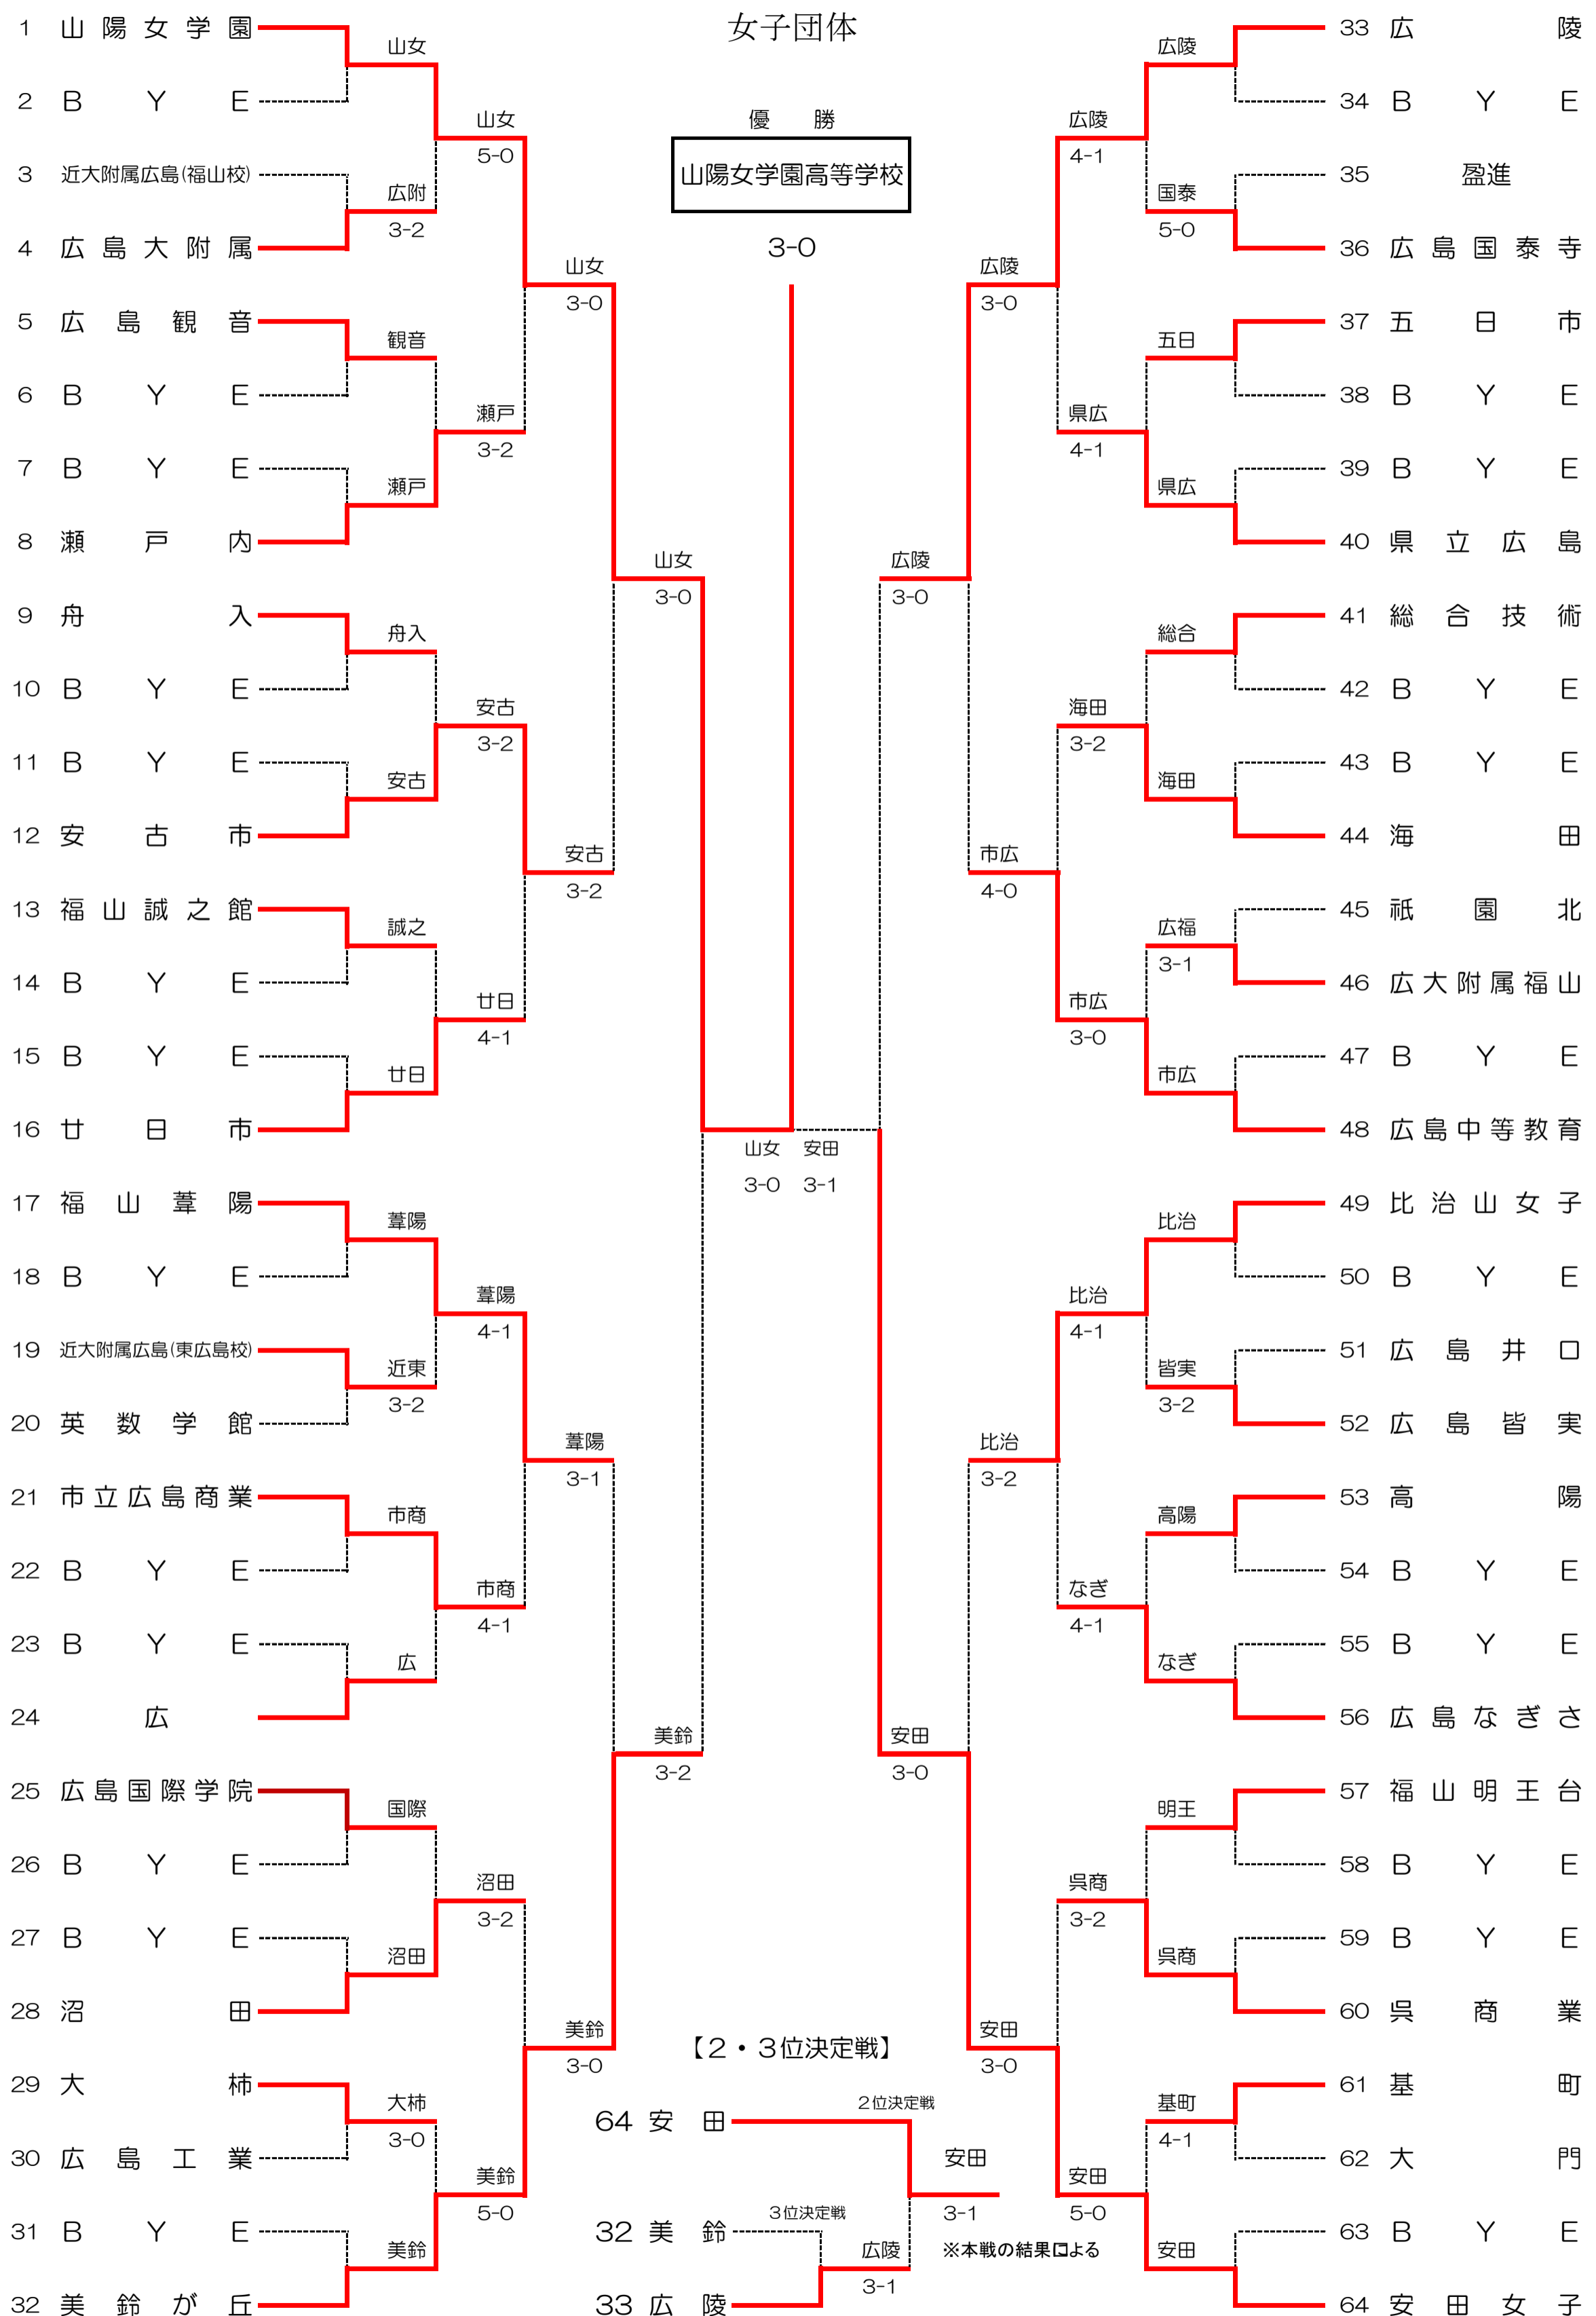 女子団体
優勝
山陽女学園高等学校
3-0
1 山陽女学園
2 BYE
3 近大附属広島(福山校)
4 広島大附属
5 広島観音
6 BYE
7 BYE
8 瀬戸内
9 舟入
10 BYE
11 BYE
12 安古市
13 福山誠之館
14 BYE
15 BYE
16 廿日市
17 福山葦陽
18 BYE
19 近大附属広島(東広島校)
20 英数学館
21 市立広島商業
22 BYE
23 BYE
24 広
25 広島国際学院
26 BYE
27 BYE
28 沼田
29 大柿
30 広島工業
31 BYE
32 美鈴が丘
山女
広附
3-2
観音
瀬戸
舟入
安古
誠之
廿日
葦陽
近東
3-2
市商
広
国際
沼田
大柿
3-0
美鈴
山女
5-0
瀬戸
3-2
安古
3-2
廿日
4-1
葦陽
4-1
市商
4-1
沼田
3-2
美鈴
5-0
山女
3-0
安古
3-2
葦陽
3-1
美鈴
3-0
山女
3-0
美鈴
3-2
山女 安田
3-0 3-1
広陵
3-0
安田
3-0
広陵
3-0
市広
4-0
比治
3-2
安田
3-0
広陵
4-1
県広
4-1
海田
3-2
市広
3-0
比治
4-1
なぎ
4-1
呉商
3-2
安田
5-0
広陵
国泰
5-0
五日
県広
総合
海田
広福
3-1
市広
比治
皆実
3-2
高陽
なぎ
明王
呉商
基町
4-1
安田
33 広陵
34 BYE
35 盈進
36 広島国泰寺
37 五日市
38 BYE
39 BYE
40 県立広島
41 総合技術
42 BYE
43 BYE
44 海田
45 祇園北
46 広大附属福山
47 BYE
48 広島中等教育
49 比治山女子
50 BYE
51 広島井口
52 広島皆実
53 高陽
54 BYE
55 BYE
56 広島なぎさ
57 福山明王台
58 BYE
59 BYE
60 呉商業
61 基町
62 大門
63 BYE
64 安田女子
【2・3位決定戦】
2位決定戦
64 安田
安田
3-1
3位決定戦
32 美鈴
広陵
3-1
33 広陵
※本戦の結果による